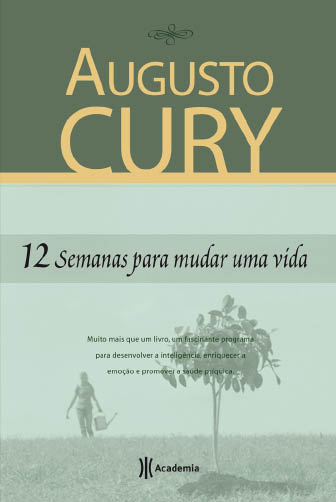 AUGUSTO
CURY
12 Semanas para mudar uma vida
Muito mais que um livro, um fascinante programa
para desenvolver a inteligência, enriquecer a
emoção e promover a saúde psíquica.
Academia